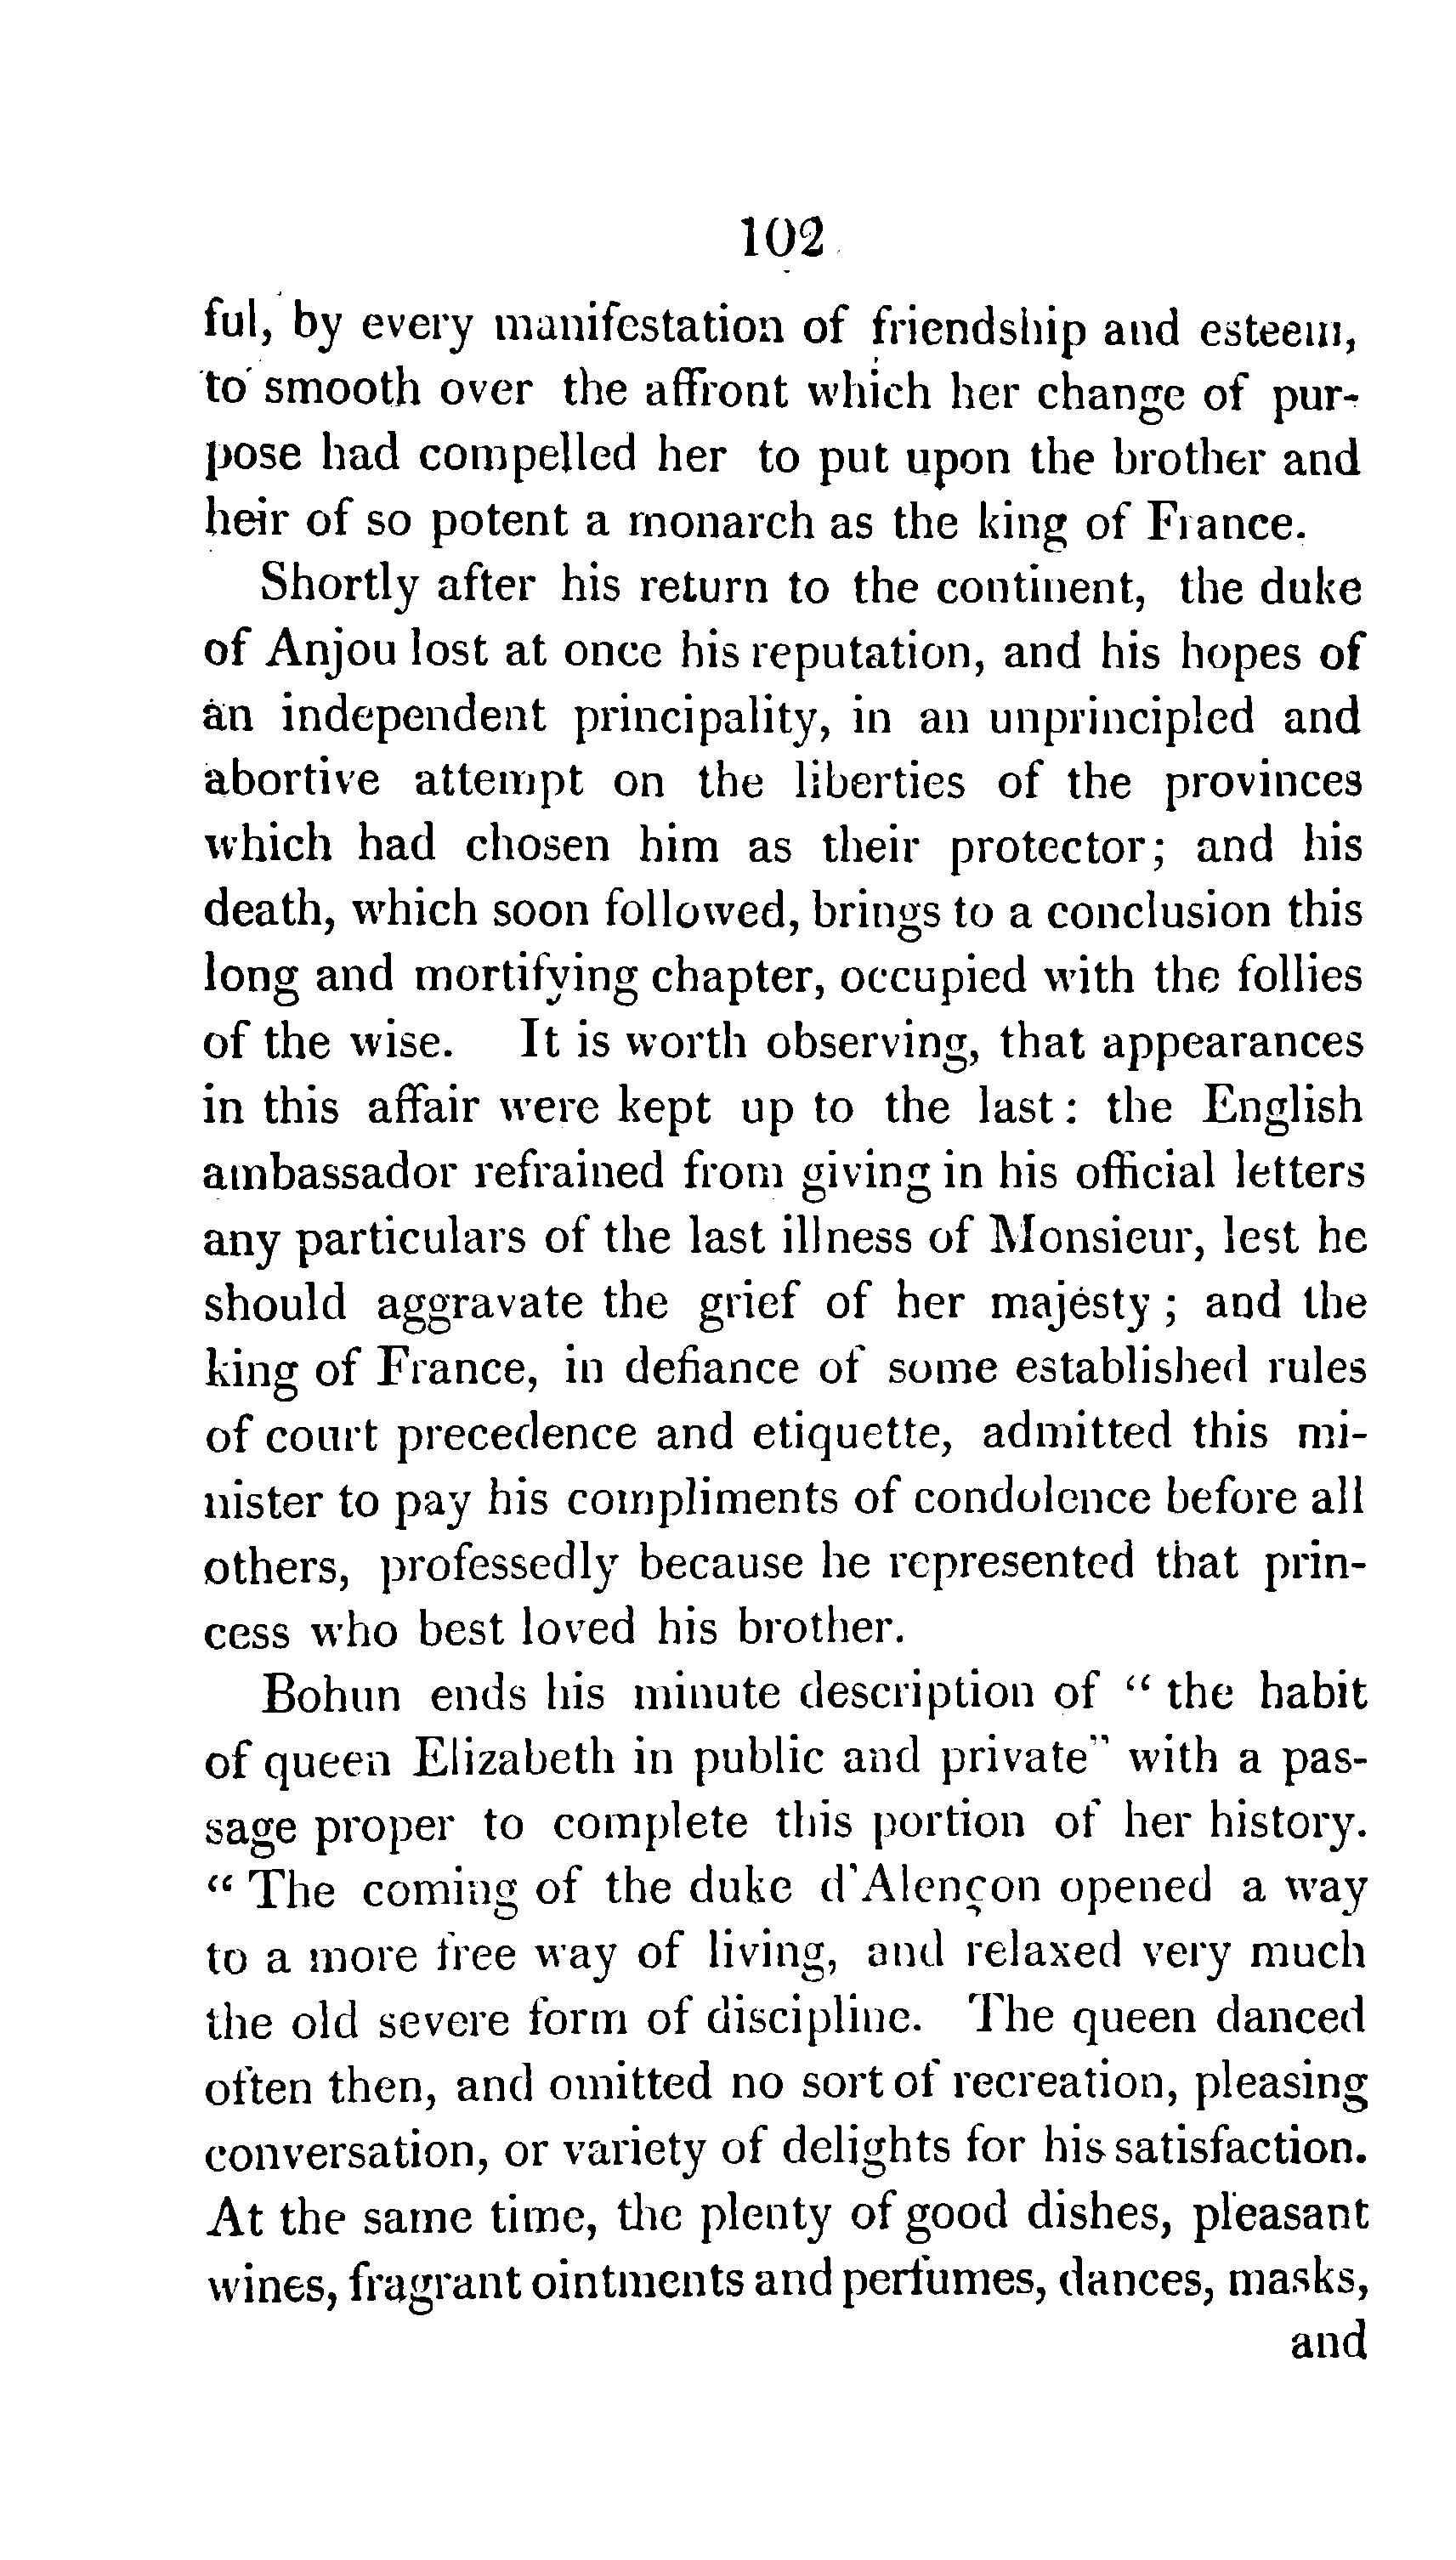 102
ful, by every manifestation of friendship and esteem,
to smooth over the affront which her change of pur-
pose had compelled her to put upon the brother and
heir of so potent a monarch as the king of France.
Shortly after his return to the continent, the duke
of Anjou lost at once his reputation, and his hopes of
an independent principality, in an unprincipled and
abortive attempt on the liberties of the provinces
which had chosen him as their protector; and his
death, which soon followed, brings to a conclusion this
long and mortifying chapter, occupied with the follies
of the wise. It is worth observing, that appearances
in this affair were kept up to the last: the English
ambassador refrained from giving in his official letters
any particulars of the last illness of Monsieur, lest he
should aggravate the grief of her majesty; and the
king of France, in defiance of some established rules
of court precedence and etiquette, admitted this mi-
nister to pay his compliments of condolence before all
others, professedly because he represented that prin-
cess who best loved his brother.
Bohun ends his minute description of “ the habit
of queen Elizabeth in public and private” with a pas-
sage proper to complete this portion of her history.
“ The coming of the duke d'Alençon opened a way
to a more free way of living, and relaxed very much
the old severe form of discipline. The queen danced
often then, and omitted no sort of recreation, pleasing
conversation, or variety of delights for his satisfaction.
At the same time, the plenty of good dishes, pleasant
wines, fragrant ointments and perfumes, dances, masks,
and